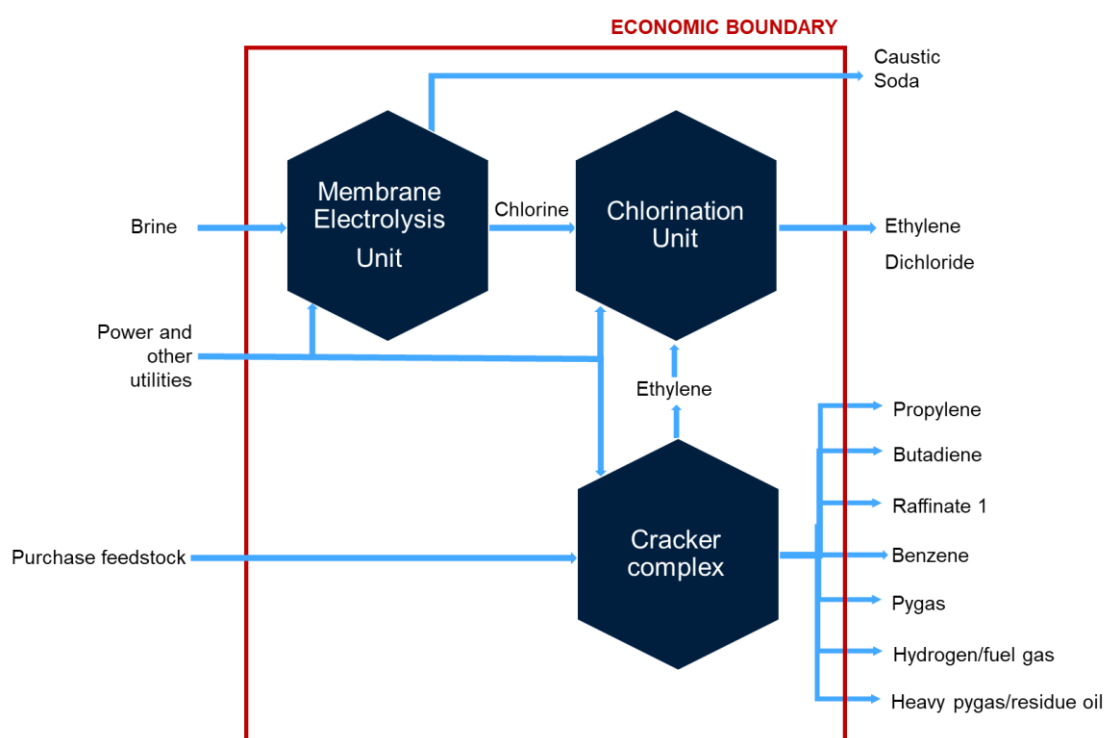 ECONOMIC BOUNDARY
Caustic
Soda
Membrane
Electrolysis
Unit
Chlorine
Chlorination
Unit
Brine
Ethylene
Dichloride
Power and
other
utilities
Ethylene
Propylene
Butadiene
Raffinate 1
Purchase feedstock
Cracker
complex
Benzene
Pygas
Hydrogen/fuel gas
Heavy pygas/residue oil